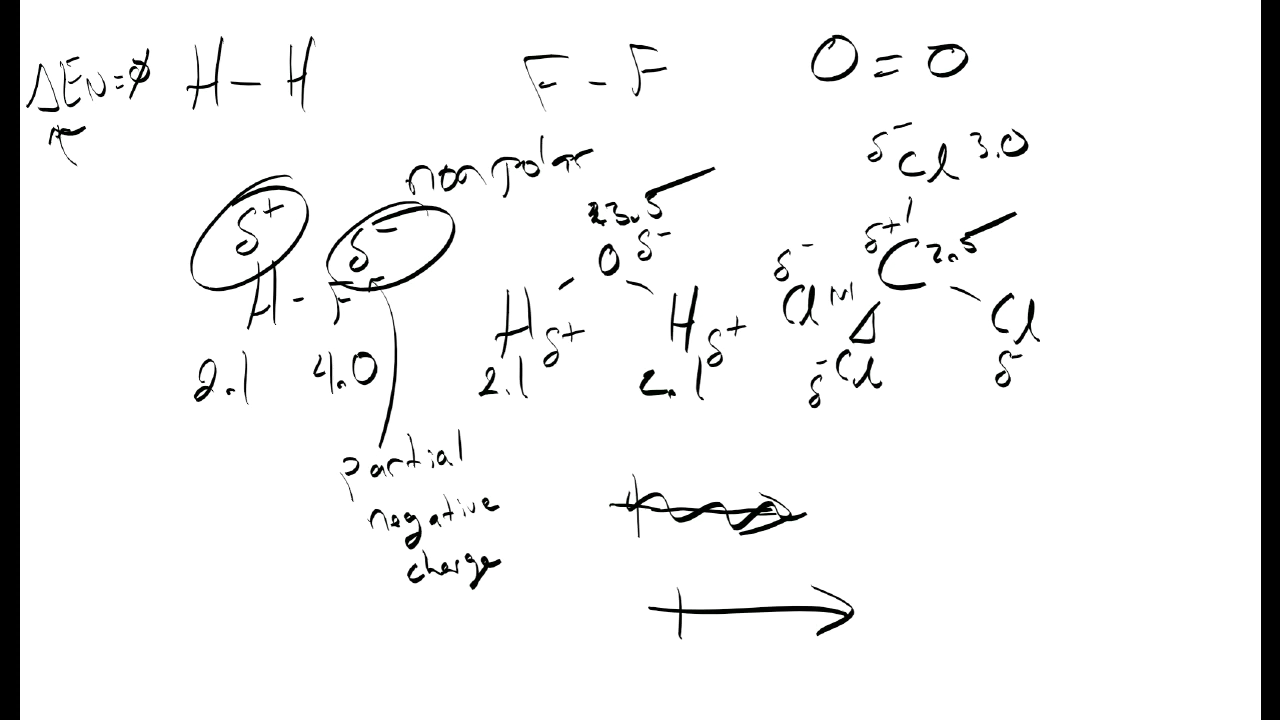 ΔEN=∅ H - H F - F O = O
nonpolar
δ- Cl 3.0
δ+ δ- 3.5 δ+ C 2.5
H - F O δ- δ- Cl Cl
2.1 4.0 H δ+ H δ+ δ- Cl δ-
2.1 2.1
partial
negative
charge